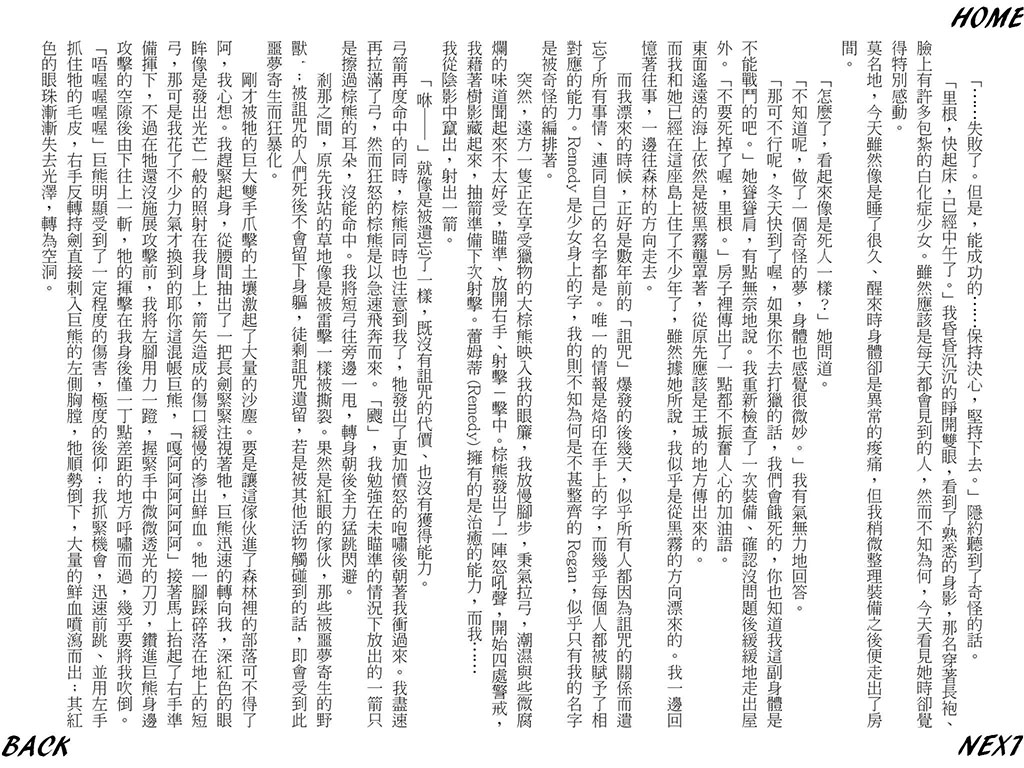 HOME
「……失敗了。但是,能成功的……保持決心,堅持下去。」隱約聽到了奇怪的話。
「里根,快起床,已經中午了。」我昏昏沉沉的睜開雙眼,看到了熟悉的身影,那名穿著長袍、
臉上有許多包紮的白化症少女。雖然應該是每天都會見到的人,然而不知為何,今天看見她時卻覺
得特別感動。
莫名地,今天雖然像是睡了很久、醒來時身體卻是異常的痠痛,但我稍微整理裝備之後便走出了房
間。
「怎麼了,看起來像是死人一樣?」她問道。
「不知道呢,做了一個奇怪的夢,身體也感覺很微妙。」我有氣無力地回答。
「那可不行呢,冬天快到了喔,如果你不去打獵的話,我們會餓死的,你也知道我這副身體是
不能戰鬥的吧。」她聳聳肩,有點無奈地說。我重新檢查了一次裝備、確認沒問題後緩緩地走出屋
外。「不要死掉了喔,里根。」房子裡傳出了一點都不振奮人心的加油語。
東面遙遠的海上依然是被黑霧壟罩著,從原先應該是王城的地方傳出來的。
而我和她已經在這座島上住了不少年了,雖然據她所說,我似乎是從黑霧的方向漂來的。我一邊回
憶著往事,一邊往森林的方向走去。
而我漂來的時候,正好是數年前的「詛咒」爆發的後幾天,似乎所有人都因為詛咒的關係而遺
忘了所有事情、連同自己的名字都是。唯一的情報是烙印在手上的字,而幾乎每個人都被賦予了相
對應的能力。Remedy 是少女身上的字,我的則不知為何是不甚整齊的 Regan,似乎只有我的名字
是被奇怪的編排著。
突然,遠方一隻正在享受獵物的大棕熊映入我的眼簾,我放慢腳步,秉氣拉弓,潮濕與些微腐
爛的味道聞起來不太好受,瞄準、放開右手、射擊-擊中。棕熊發出了一陣怒吼聲,開始四處警戒,
我藉著樹影藏起來,抽箭準備下次射擊。蕾姆蒂 (Remedy) 擁有的是治癒的能力,而我……
我從陰影中竄出,射出一箭。
「咻——」就像是被遺忘了一樣,既沒有詛咒的代價、也沒有獲得能力。
弓箭再度命中的同時,棕熊同時也注意到我了,牠發出了更加憤怒的咆嘯後朝著我衝過來。我盡速
再拉滿了弓,然而狂怒的棕熊是以急速飛奔而來。「颼」,我勉強在未瞄準的情況下放出的一箭只
是擦過棕熊的耳朵,沒能命中。我將短弓往旁邊一甩,轉身朝後全力猛跳閃避。
剎那之間,原先我站的草地像是被雷擊一樣被撕裂。果然是紅眼的傢伙,那些被噩夢寄生的野
獸.:被詛咒的人們死後不會留下身軀,徒剩詛咒遺留,若是被其他活物觸碰到的話,即會受到此
噩夢寄生而狂暴化。
剛才被牠的巨大雙手爪擊的土壤激起了大量的沙塵。要是讓這傢伙進了森林裡的部落可不得了
阿,我心想。我趕緊起身,從腰間抽出了一把長劍緊緊注視著牠,巨熊迅速的轉向我,深紅色的眼
眸像是發出光芒一般的照射在我身上,箭矢造成的傷口緩慢的滲出鮮血。牠一腳踩碎落在地上的短
弓,那可是我花了不少力氣才換到的耶你這混帳巨熊,「嘎阿阿阿阿阿」接著馬上抬起了右手準
備揮下,不過在牠還沒施展攻擊前,我將左腳用力一蹬,握緊手中微微透光的刀刃,鑽進巨熊身邊
攻擊的空隙後由下往上一斬,牠的揮擊在我身後僅一丁點差距的地方呼嘯而過,幾乎要將我吹倒。
「唔喔喔喔喔」巨熊明顯受到了一定程度的傷害,極度的後仰:我抓緊機會,迅速前跳、並用左手
抓住牠的毛皮,右手反轉持劍直接刺入巨熊的左側胸膛,牠順勢倒下,大量的鮮血噴瀉而出:其紅
色的眼珠漸漸失去光澤,轉為空洞。
BACK
NEXT